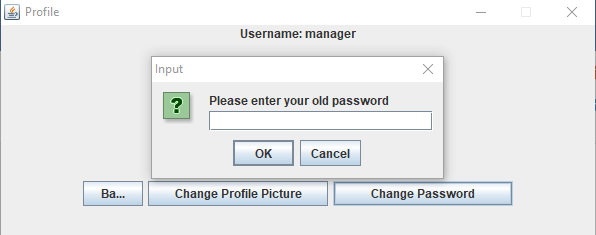 Profile
Username: manager
Input
?
Please enter your old password
OK Cancel
Ba... Change Profile Picture Change Password